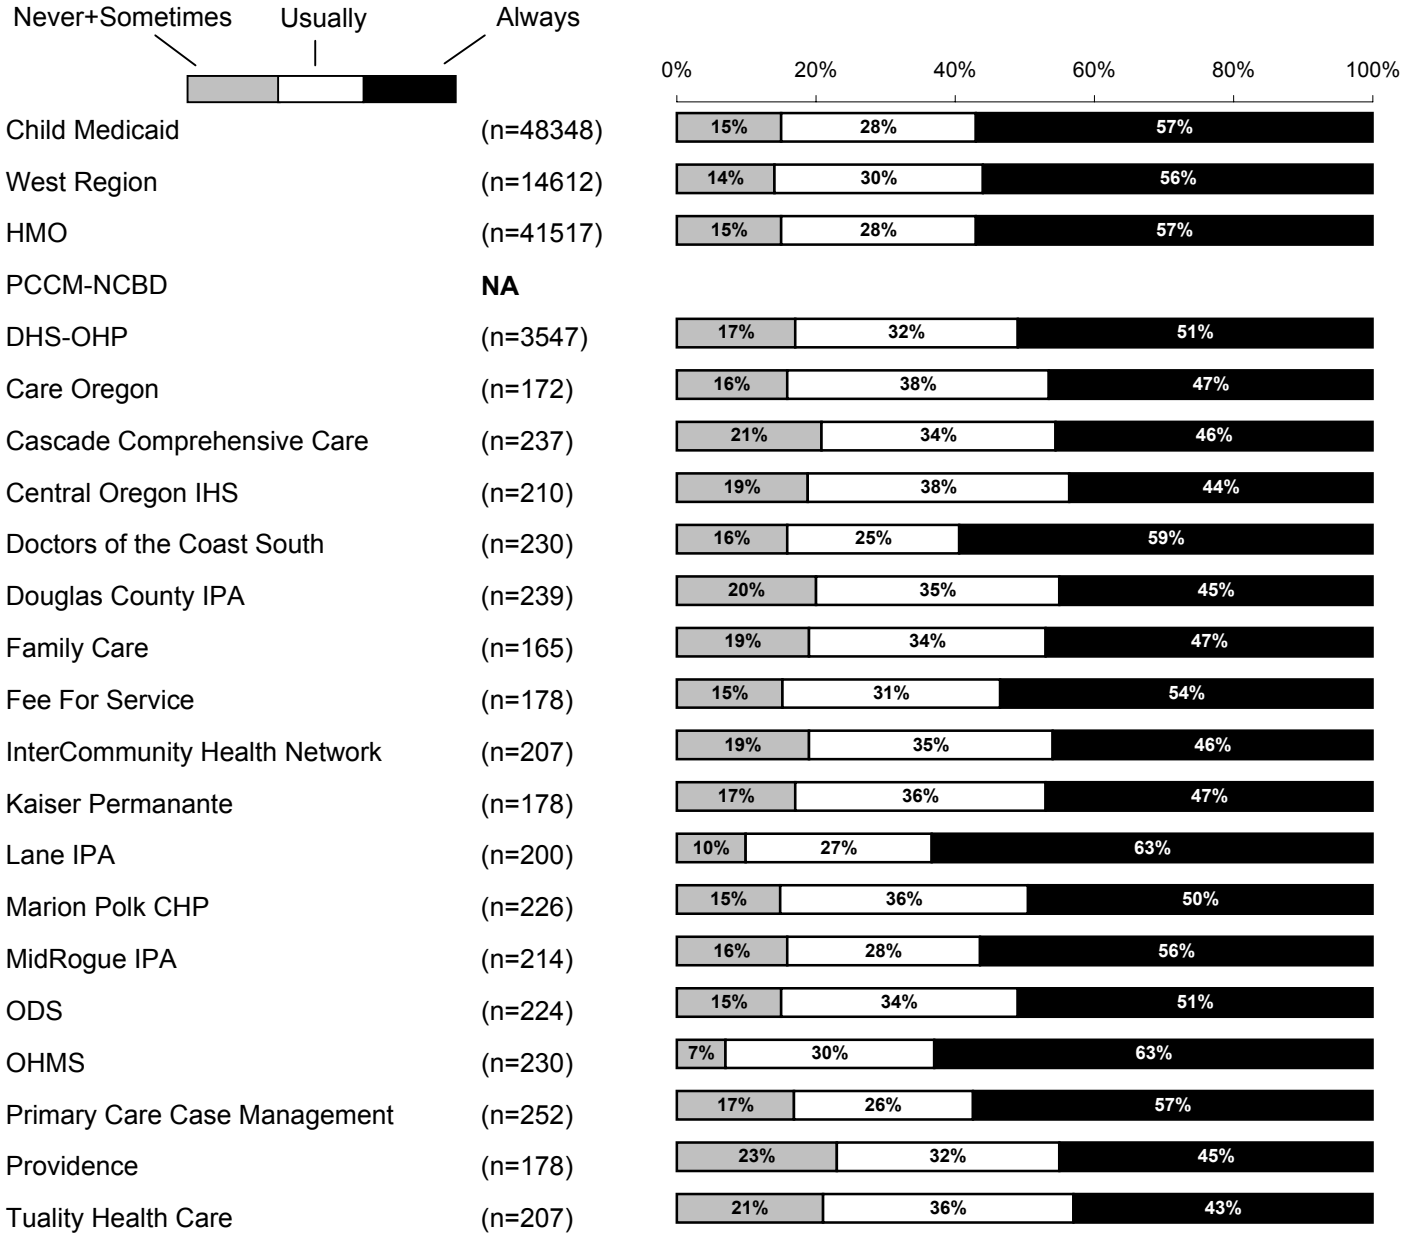 Never+Sometimes Usually Always
0% 20% 40% 60% 80% 100%
Child Medicaid (n=48348) 15% 28% 57%
West Region (n=14612) 14% 30% 56%
HMO (n=41517) 15% 28% 57%
PCCM-NCBD NA
DHS-OHP (n=3547) 17% 32% 51%
Care Oregon (n=172) 16% 38% 47%
Cascade Comprehensive Care (n=237) 21% 34% 46%
Central Oregon IHS (n=210) 19% 38% 44%
Doctors of the Coast South (n=230) 16% 25% 59%
Douglas County IPA (n=239) 20% 35% 45%
Family Care (n=165) 19% 34% 47%
Fee For Service (n=178) 15% 31% 54%
InterCommunity Health Network (n=207) 19% 35% 46%
Kaiser Permanante (n=178) 17% 36% 47%
Lane IPA (n=200) 10% 27% 63%
Marion Polk CHP (n=226) 15% 36% 50%
MidRogue IPA (n=214) 16% 28% 56%
ODS (n=224) 15% 34% 51%
OHMS (n=230) 7% 30% 63%
Primary Care Case Management (n=252) 17% 26% 57%
Providence (n=178) 23% 32% 45%
Tuality Health Care (n=207) 21% 36% 43%